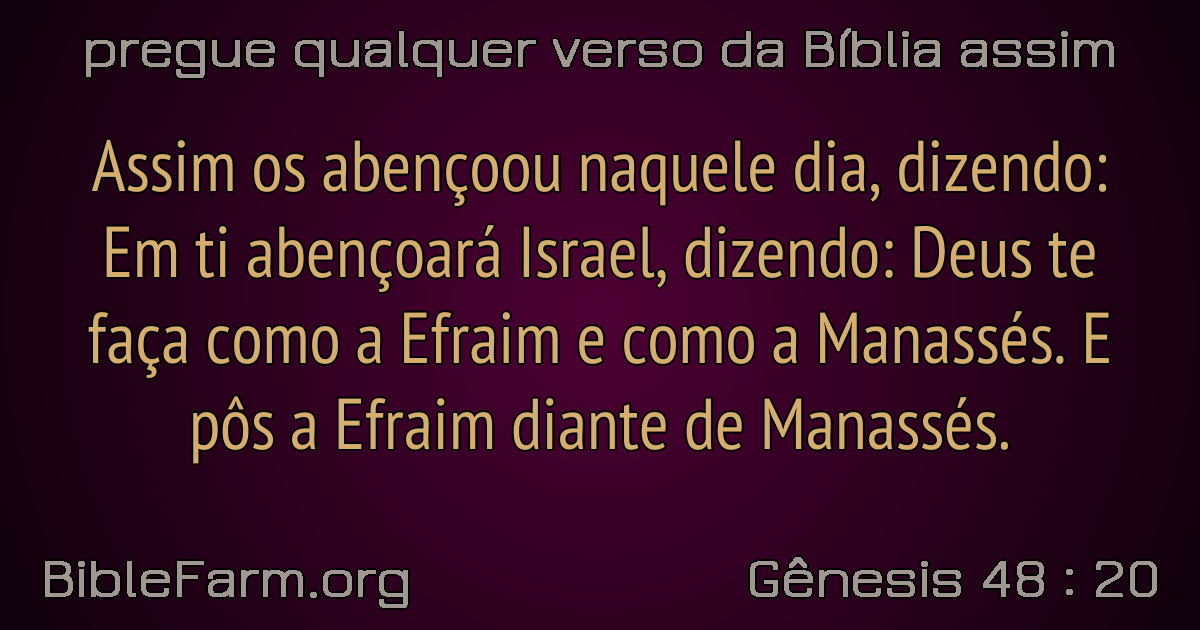 pregue qualquer verso da Bíblia assim
Assim os abençoou naquele dia, dizendo:
Em ti abençoará Israel, dizendo: Deus te
faça como a Efraim e como a Manassés. E
pôs a Efraim diante de Manassés.
BibleFarm.org
Gênesis 48 : 20